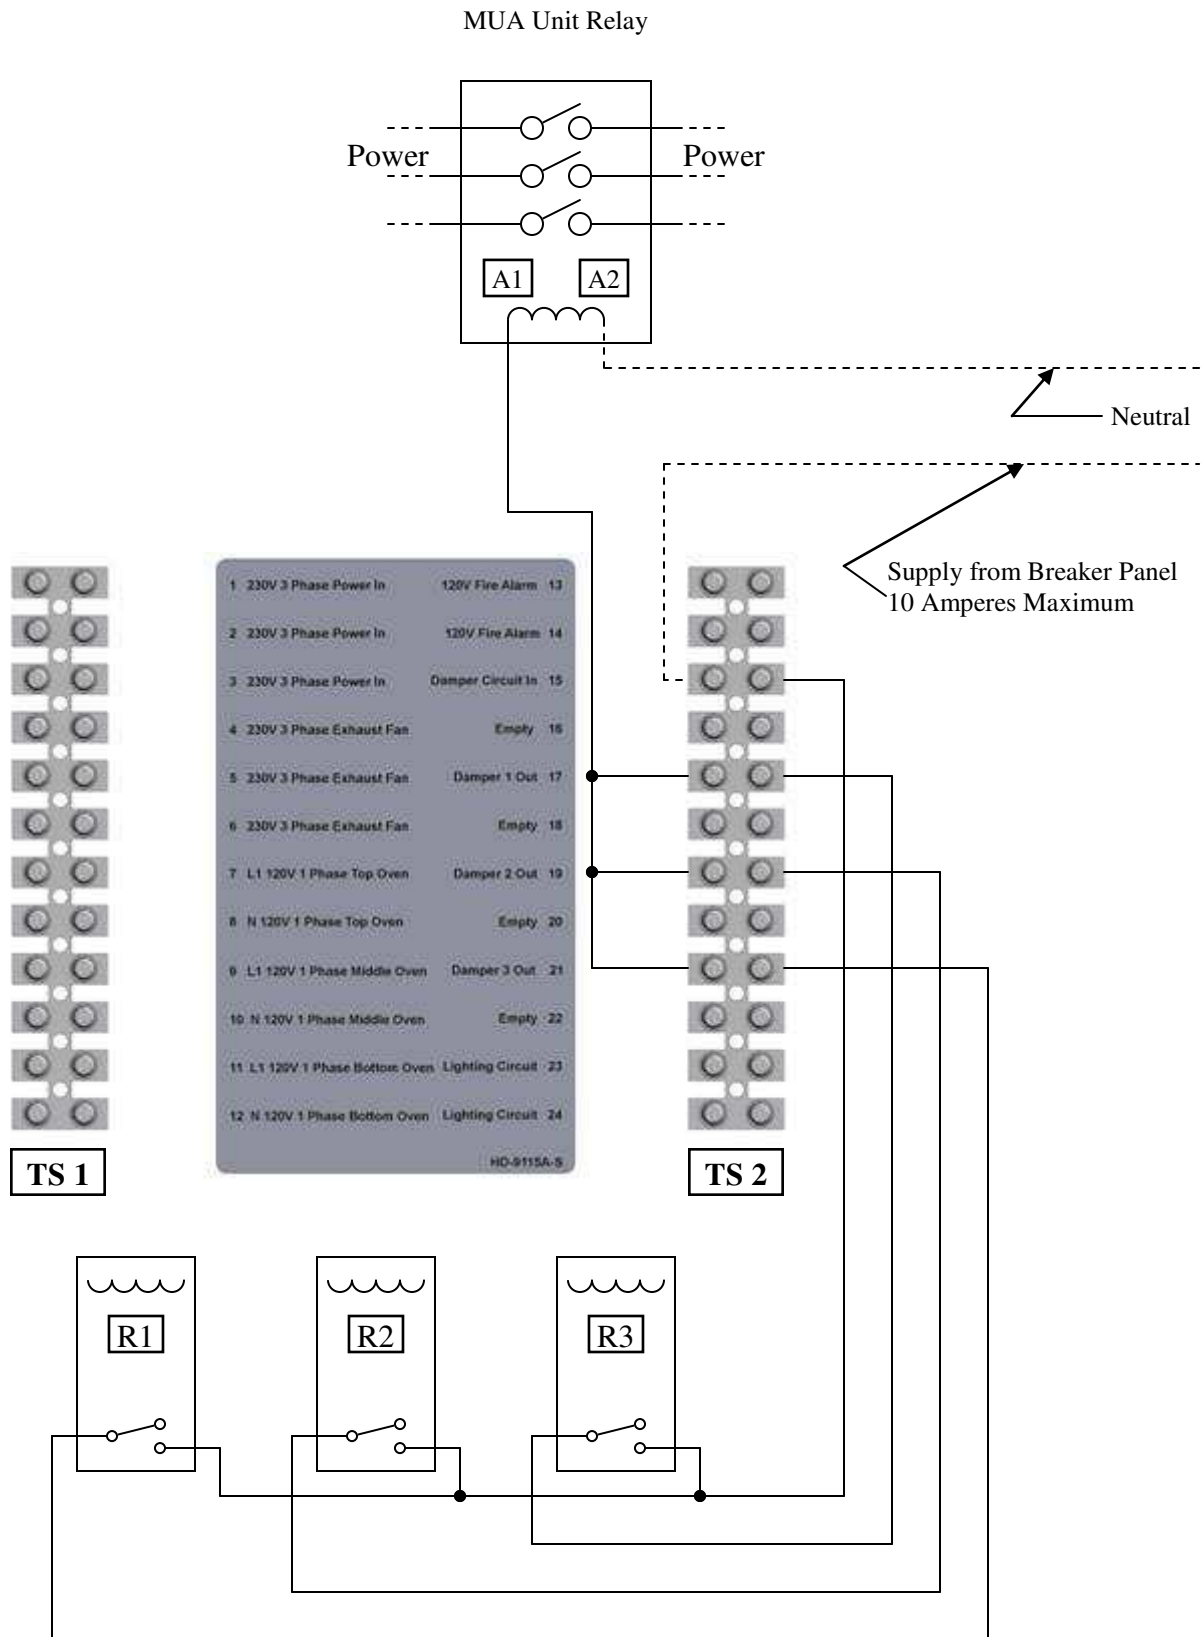 MUA Unit Relay
Power
Power
A1
A2
Neutral
Supply from Breaker Panel
10 Amperes Maximum
1 230V 3 Phase Power In
120V Fire Alarm 13
2 230V 3 Phase Power In
120V Fire Alarm 14
3 230V 3 Phase Power In
Damper Circuit In 15
4 230V 3 Phase Exhaust Fan
Empty 16
5 230V 3 Phase Exhaust Fan
Damper 1 Out 17
6 230V 3 Phase Exhaust Fan
Empty 18
7 L1 120V 1 Phase Top Oven
Damper 2 Out 19
8 N 120V 1 Phase Top Oven
Empty 20
9 L1 120V 1 Phase Middle Oven
Damper 3 Out 21
10 N 120V 1 Phase Middle Oven
Empty 22
11 L1 120V 1 Phase Bottom Oven
Lighting Circuit 23
12 N 120V 1 Phase Bottom Oven
Lighting Circuit 24
HD-9115A-S
TS 1
TS 2
R1
R2
R3